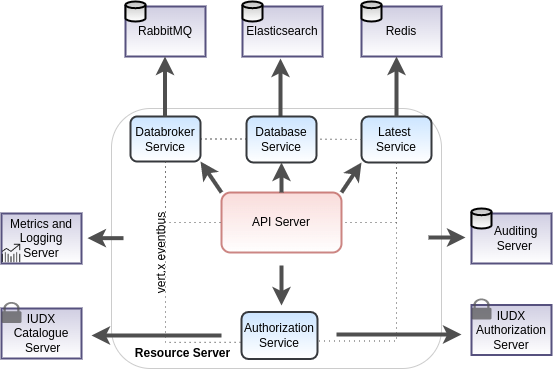 RabbitMQ
Elasticsearch
Redis
Databroker
Service
Database
Service
Latest
Service
API Server
Metrics and
Logging
Server
Auditing
Server
vert.x eventbus
IUDX
Catalogue
Server
Authorization
Service
IUDX
Authorization
Server
Resource Server